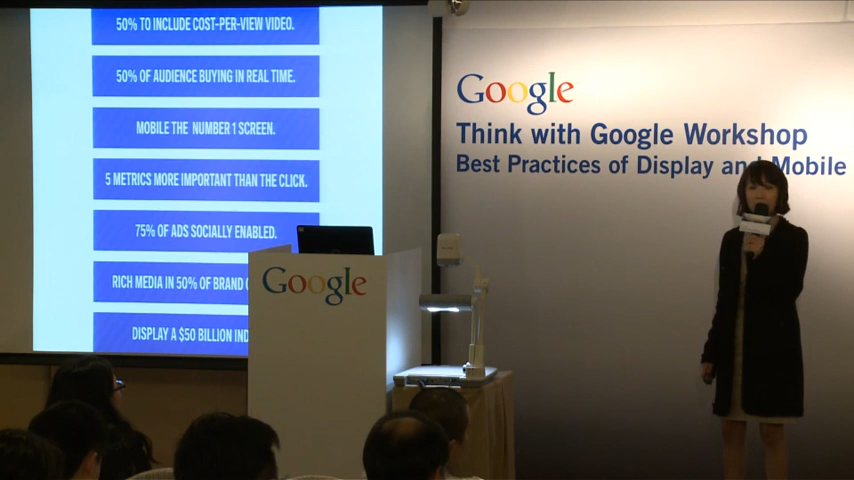 50% TO INCLUDE COST-PER-VIEW VIDEO.
50% OF AUDIENCE BUYING IN REAL TIME.
MOBILE THE NUMBER 1 SCREEN.
5 METRICS MORE IMPORTANT THAN THE CLICK.
75% OF ADS SOCIALLY ENABLED.
RICH MEDIA IN 50% OF BRAND
DISPLAY A $50 BILLION
Google
Google
Think with Google Workshop
Best Practices of Display and Mobile